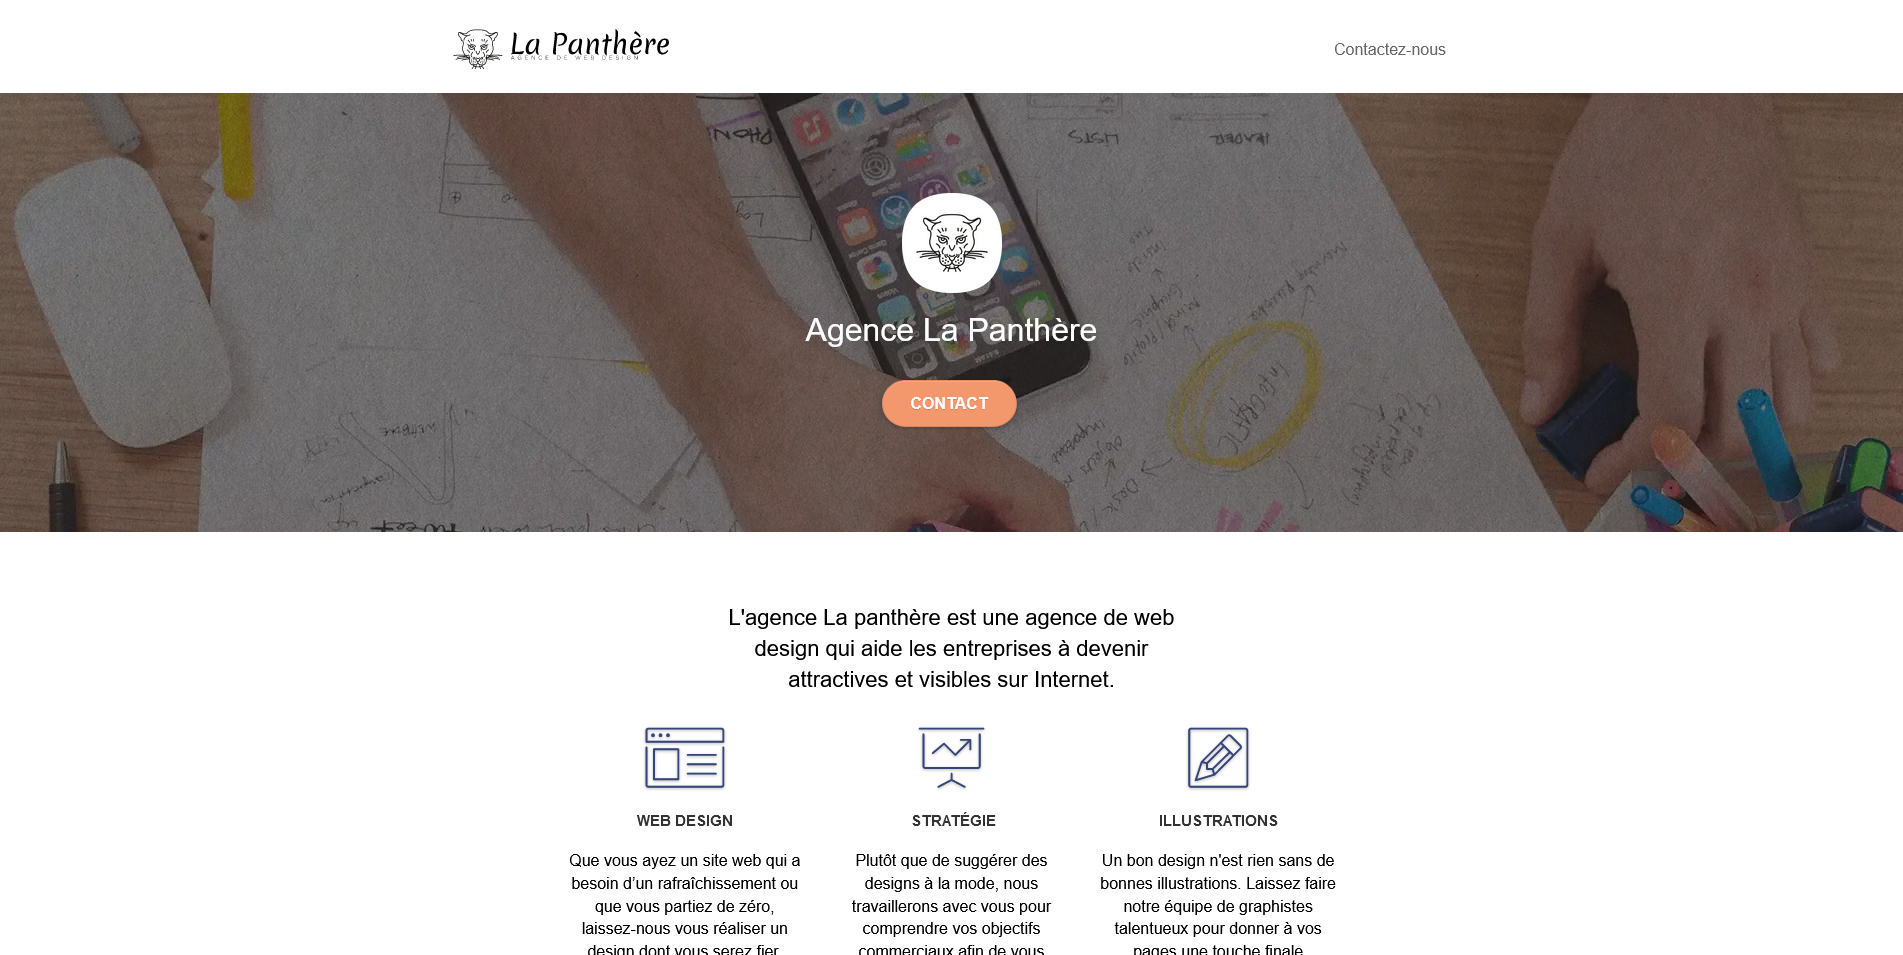 La Panthère
AGENCE DE WEB DESIGN
Contactez-nous
PHON
LISTS
HEADER
Agence La Panthère
CONTACT
L'agence La panthère est une agence de web
design qui aide les entreprises à devenir
attractives et visibles sur Internet.
WEB DESIGN
STRATÉGIE
ILLUSTRATIONS
Que vous ayez un site web qui a
besoin d’un rafraîchissement ou
que vous partiez de zéro,
laissez-nous vous réaliser un
design dont vous serez fier
Plutôt que de suggérer des
designs à la mode, nous
travaillerons avec vous pour
comprendre vos objectifs
commerciaux afin de vous
Un bon design n'est rien sans de
bonnes illustrations. Laissez faire
notre équipe de graphistes
talentueux pour donner à vos
pages une touche finale